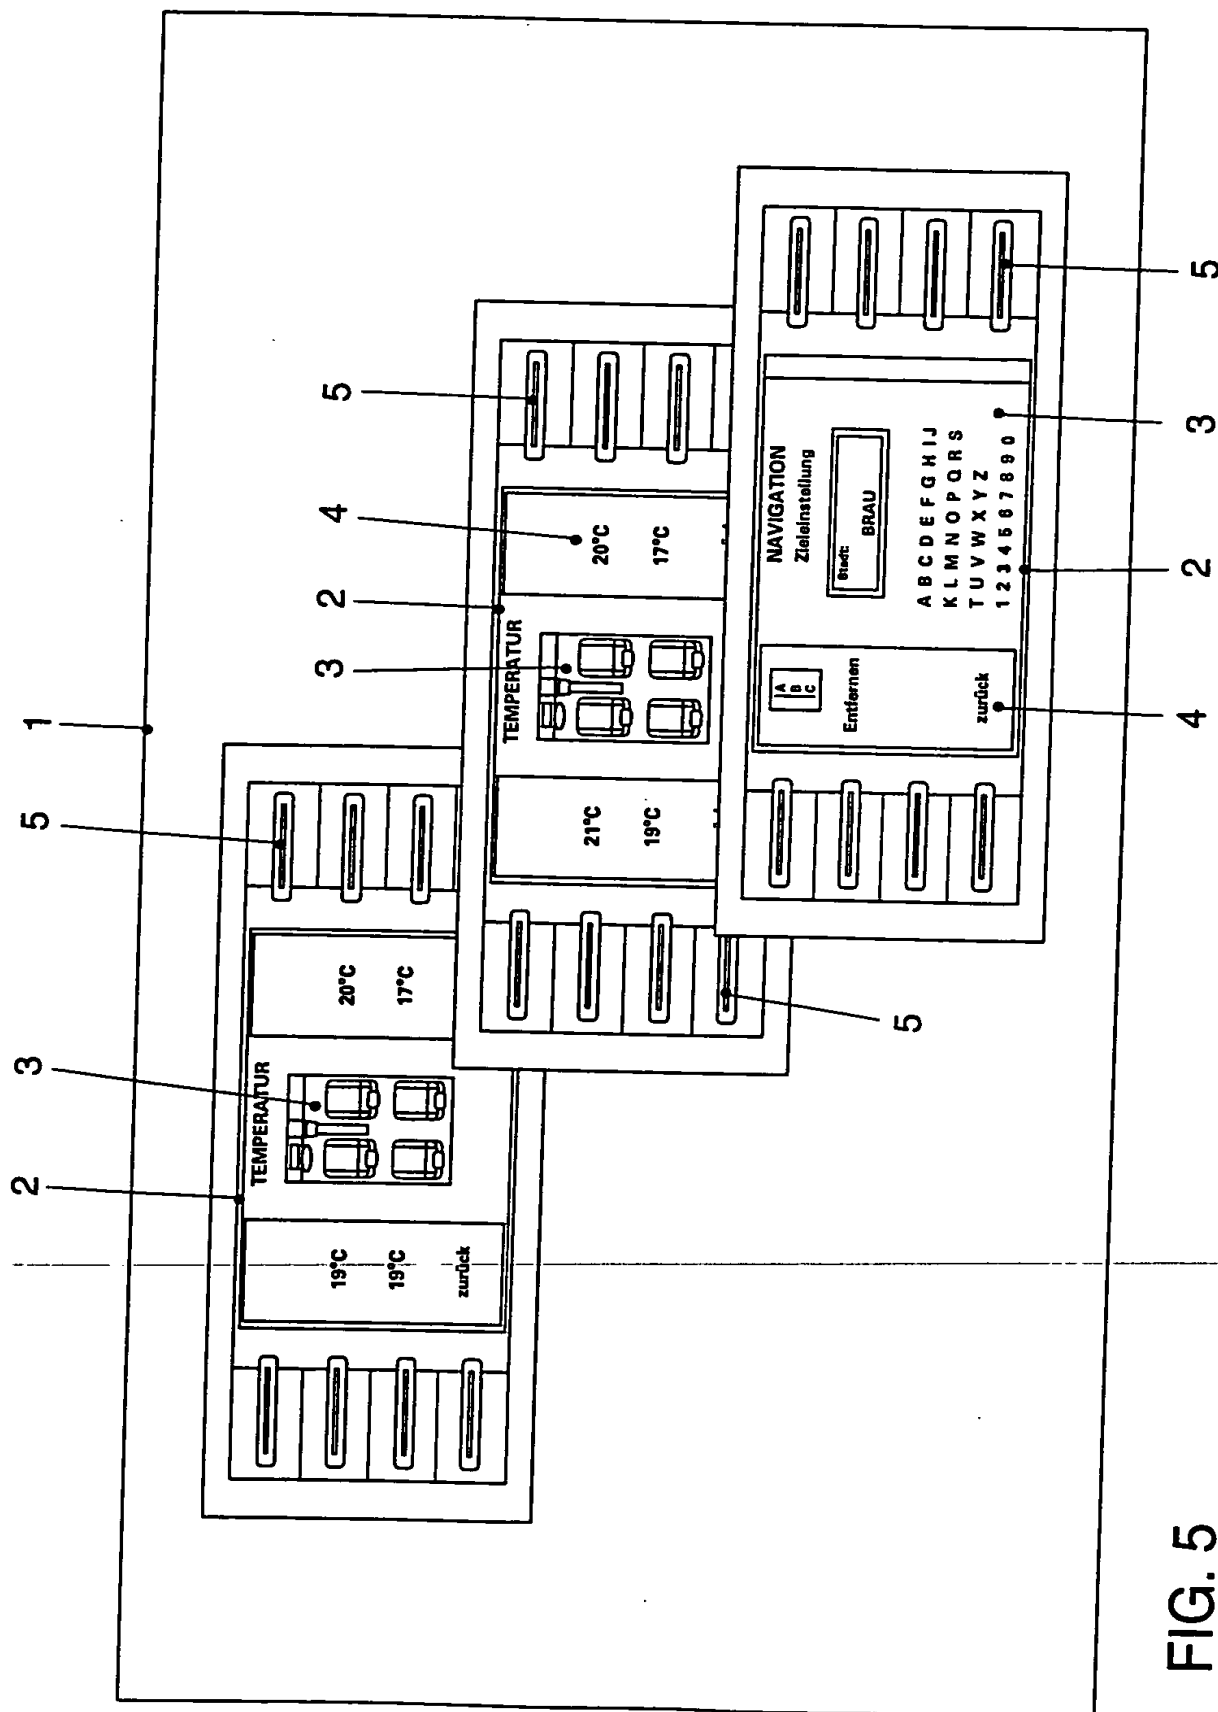 2 3 5 1
TEMPERATUR
19°C 20°C
19°C 17°C
zurück
3 2 4 5
TEMPERATUR
21°C 20°C
19°C 17°C
5
NAVIGATION
Zieleinstellung
A
B
C
Stadt:
BRAU
Entfernen
A B C D E F G H I J
K L M N O P Q R S
T U V W X Y Z
1 2 3 4 5 6 7 8 9 0
zurück
4 2 3 5
FIG. 5